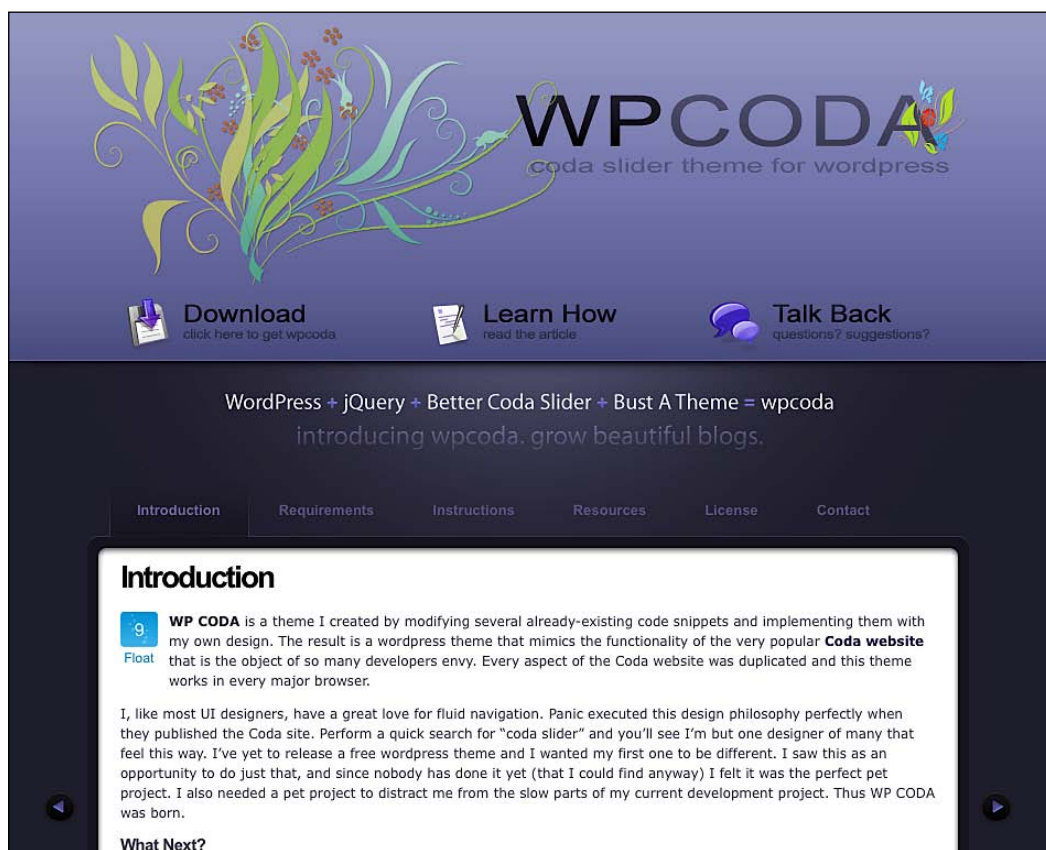 WPCODA
coda slider theme for wordpress
Download
click here to get wpcoda
Learn How
read the article
Talk Back
questions? suggestions?
WordPress + jQuery + Better Coda Slider + Bust A Theme = wpcoda
introducing wpcoda. grow beautiful blogs.
Introduction
Requirements
Instructions
Resources
License
Contact
Introduction
9
Float
WP CODA is a theme I created by modifying several already-existing code snippets and implementing them with
my own design. The result is a wordpress theme that mimics the functionality of the very popular Coda website
that is the object of so many developers envy. Every aspect of the Coda website was duplicated and this theme
works in every major browser.
I, like most UI designers, have a great love for fluid navigation. Panic executed this design philosophy perfectly when
they published the Coda site. Perform a quick search for “coda slider” and you’ll see I’m but one designer of many that
feel this way. I’ve yet to release a free wordpress theme and I wanted my first one to be different. I saw this as an
opportunity to do just that, and since nobody has done it yet (that I could find anyway) I felt it was the perfect pet
project. I also needed a pet project to distract me from the slow parts of my current development project. Thus WP CODA
was born.
What Next?